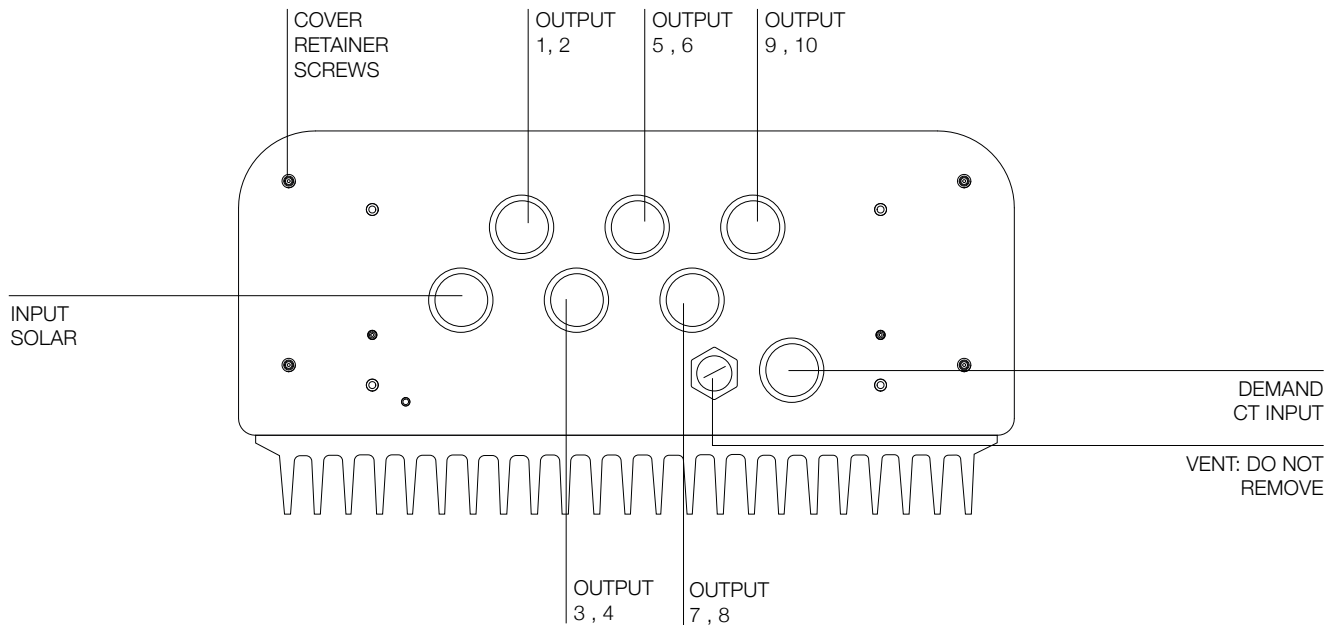 COVER
RETAINER
SCREWS
OUTPUT
1, 2
OUTPUT
5 , 6
OUTPUT
9 , 10
INPUT
SOLAR
DEMAND
CT INPUT
VENT: DO NOT
REMOVE
OUTPUT
3 , 4
OUTPUT
7 , 8